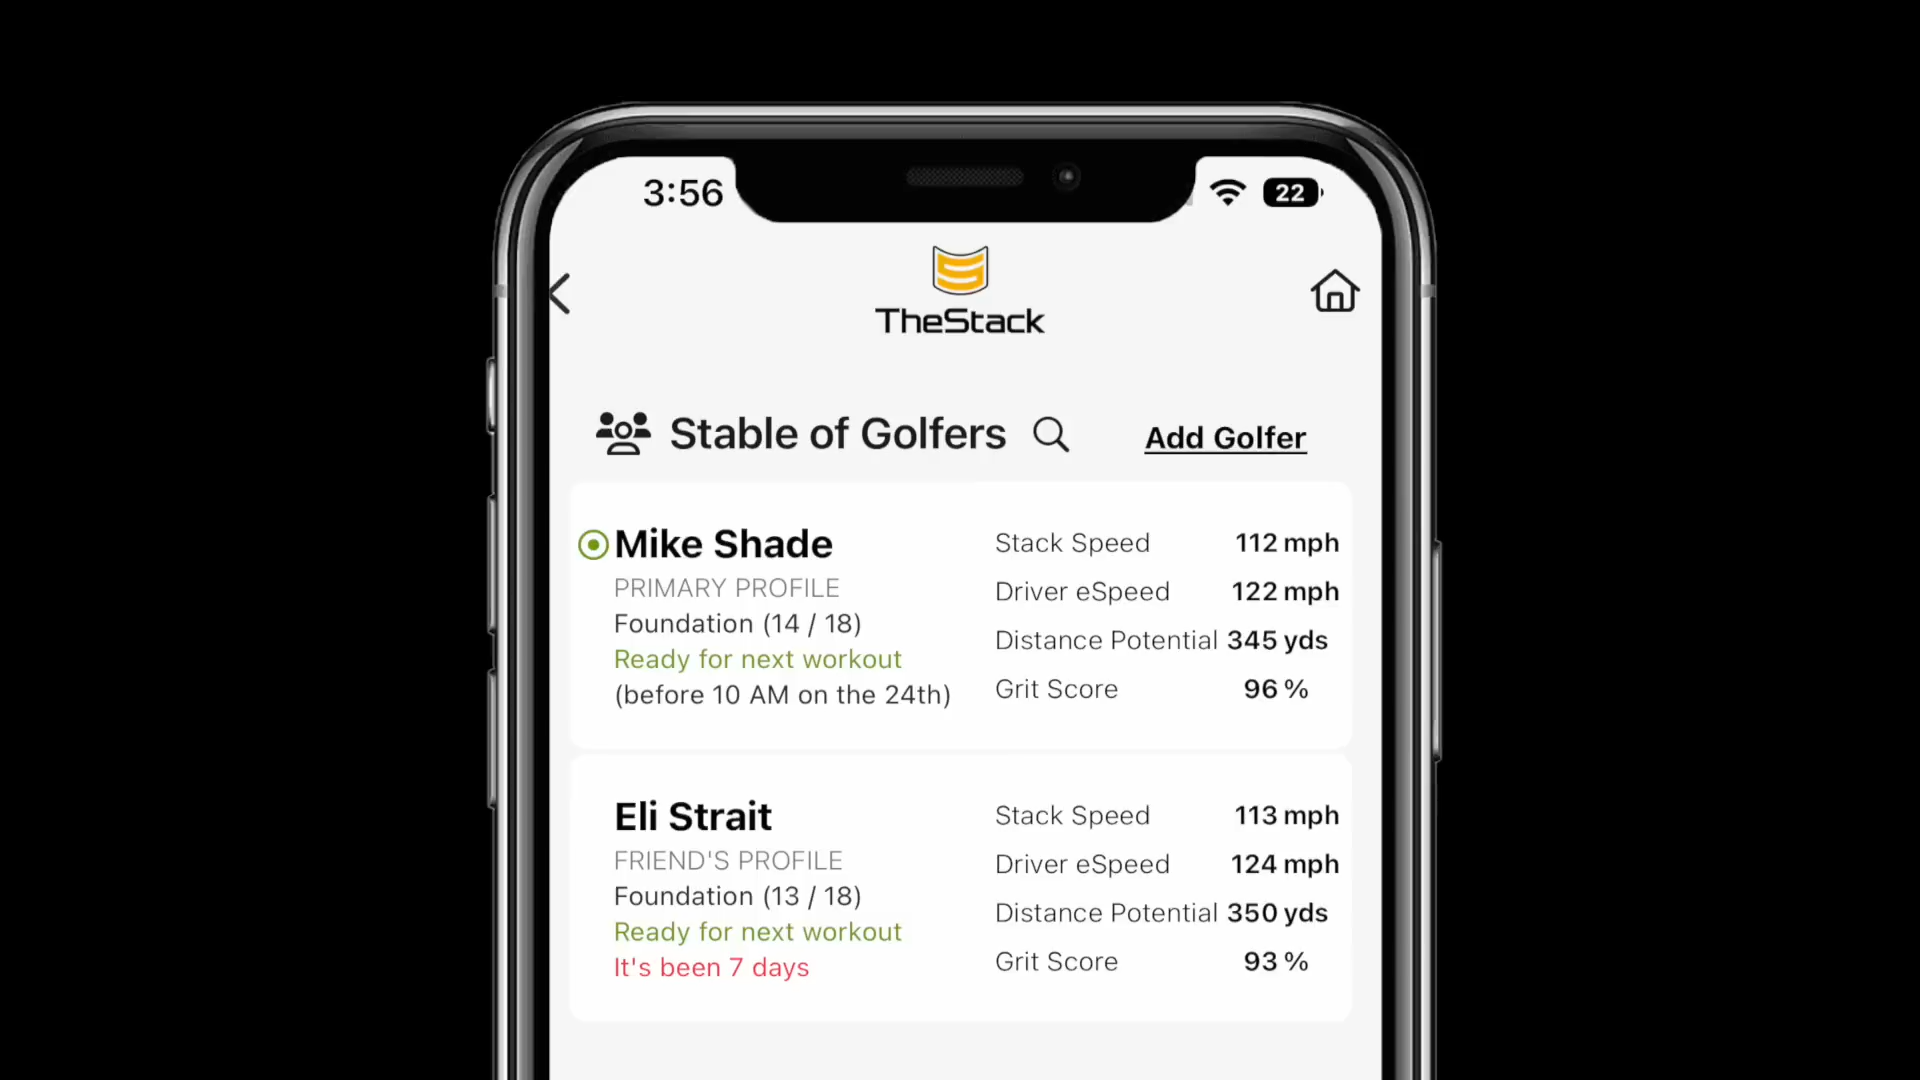 3:56
22
TheStack
Stable of Golfers
Add Golfer
Mike Shade
PRIMARY PROFILE
Foundation (14 / 18)
Ready for next workout
(before 10 AM on the 24th)
Stack Speed 112 mph
Driver eSpeed 122 mph
Distance Potential 345 yds
Grit Score 96 %
Eli Strait
FRIEND'S PROFILE
Foundation (13 / 18)
Ready for next workout
It's been 7 days
Stack Speed 113 mph
Driver eSpeed 124 mph
Distance Potential 350 yds
Grit Score 93 %